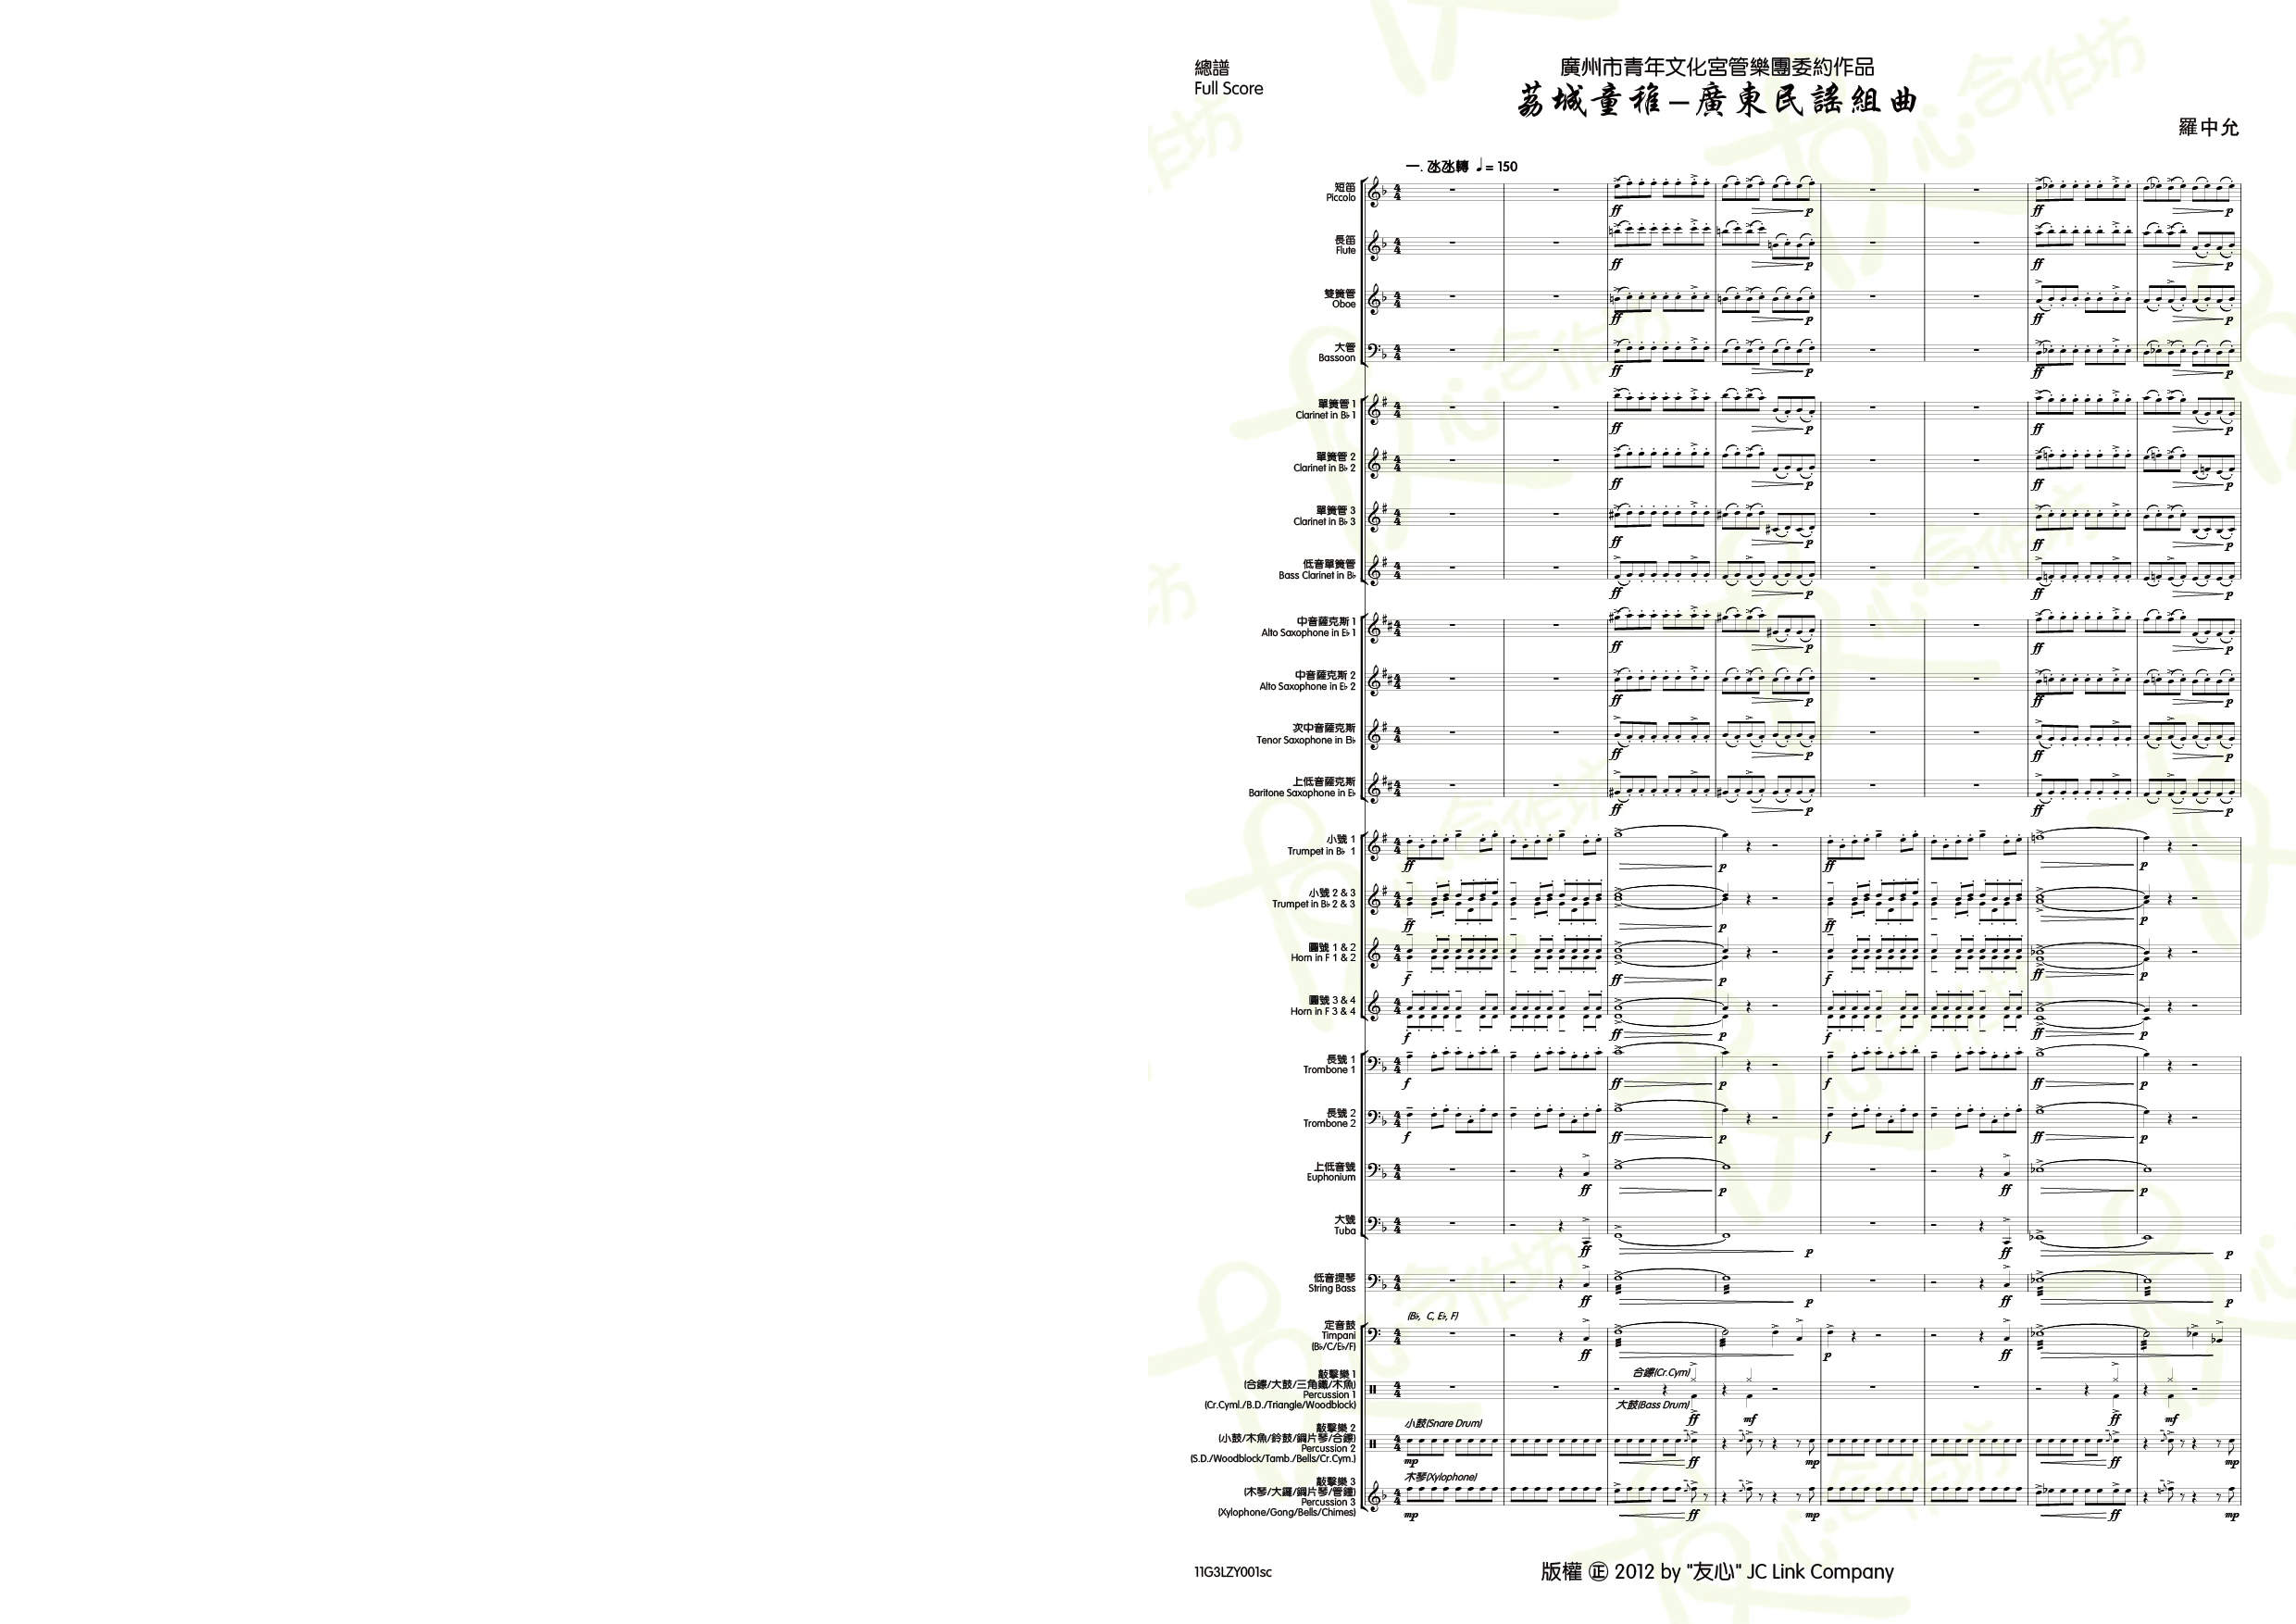 總譜
Full Score
廣州市青年文化宮管樂團委約作品
荔城童稚–廣東民謠組曲
羅中允
一. 氹氹轉 ♩= 150
短笛
Piccolo
長笛
Flute
雙簧管
Oboe
大管
Bassoon
單簧管 1
Clarinet in B♭ 1
單簧管 2
Clarinet in B♭ 2
單簧管 3
Clarinet in B♭ 3
低音單簧管
Bass Clarinet in B♭
中音薩克斯 1
Alto Saxophone in E♭ 1
中音薩克斯 2
Alto Saxophone in E♭ 2
次中音薩克斯
Tenor Saxophone in B♭
上低音薩克斯
Baritone Saxophone in E♭
小號 1
Trumpet in B♭ 1
小號 2 & 3
Trumpet in B♭ 2 & 3
圓號 1 & 2
Horn in F 1 & 2
圓號 3 & 4
Horn in F 3 & 4
長號 1
Trombone 1
長號 2
Trombone 2
上低音號
Euphonium
大號
Tuba
低音提琴
String Bass
(B♭, C, E♭, F)
定音鼓
Timpani
(B♭/C/E♭/F)
敲擊樂 1
(合鑔/大鼓/三角鐵/木魚)
Percussion 1
(Cr.Cyml./B.D./Triangle/Woodblock)
合鑔(Cr.Cym)
大鼓(Bass Drum)
敲擊樂 2
(小鼓/木魚/鈴鼓/鋼片琴/合鑔)
Percussion 2
(S.D./Woodblock/Tamb./Bells/Cr.Cym.)
小鼓(Snare Drum)
敲擊樂 3
(木琴/大鑼/鋼片琴/管鐘)
Percussion 3
(Xylophone/Gong/Bells/Chimes)
木琴(Xylophone)
11G3LZY001sc
版權 ㊣ 2012 by "友心" JC Link Company